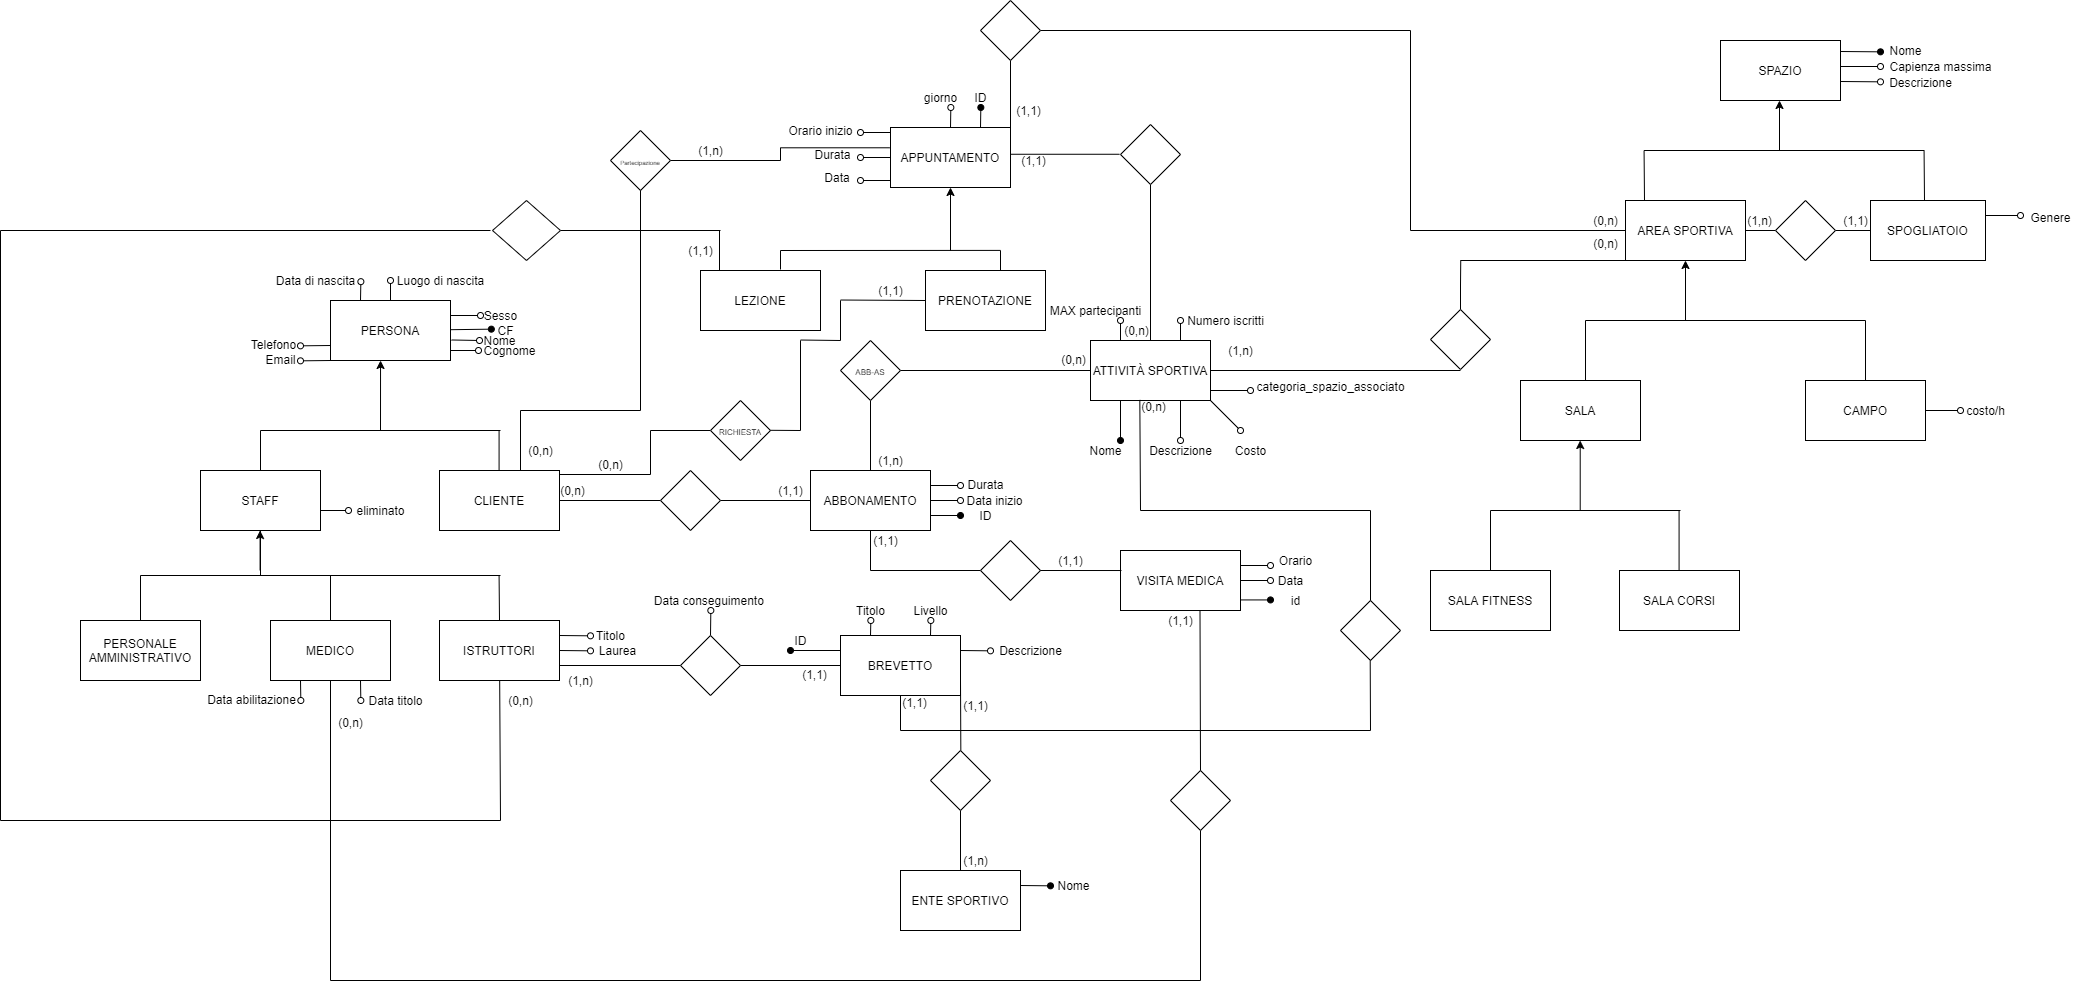 SPAZIO
Nome
Capienza massima
Descrizione
giorno
ID
(1,1)
Orario inizio
Durata
Data
APPUNTAMENTO
(1,1)
Partecipazione
(1,n)
(1,1)
LEZIONE
PRENOTAZIONE
(1,1)
(0,n)
(0,n)
AREA SPORTIVA
(1,n)
(1,1)
SPOGLIATOIO
Genere
Data di nascita
Luogo di nascita
PERSONA
Sesso
CF
Nome
Cognome
Telefono
Email
MAX partecipanti
(0,n)
Numero iscritti
(1,n)
(0,n)
ATTIVITÀ SPORTIVA
categoria_spazio_associato
(0,n)
Nome
Descrizione
Costo
ABB-AS
RICHIESTA
SALA
CAMPO
costo/h
(0,n)
(0,n)
(0,n)
(1,n)
STAFF
eliminato
CLIENTE
(1,1)
ABBONAMENTO
Durata
Data inizio
ID
(1,1)
(1,1)
VISITA MEDICA
Orario
Data
id
(1,1)
SALA FITNESS
SALA CORSI
PERSONALE
AMMINISTRATIVO
MEDICO
Data abilitazione
Data titolo
(0,n)
ISTRUTTORI
Titolo
Laurea
(1,n)
(0,n)
Data conseguimento
Titolo
Livello
ID
(1,1)
BREVETTO
Descrizione
(1,1)
(1,1)
(1,n)
ENTE SPORTIVO
Nome